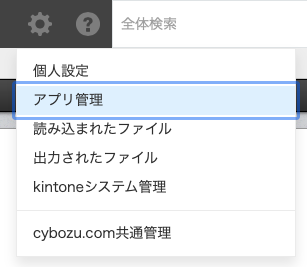 ?
全体検索
個人設定
アプリ管理
読み込まれたファイル
出力されたファイル
kintoneシステム管理
cybozu.com共通管理